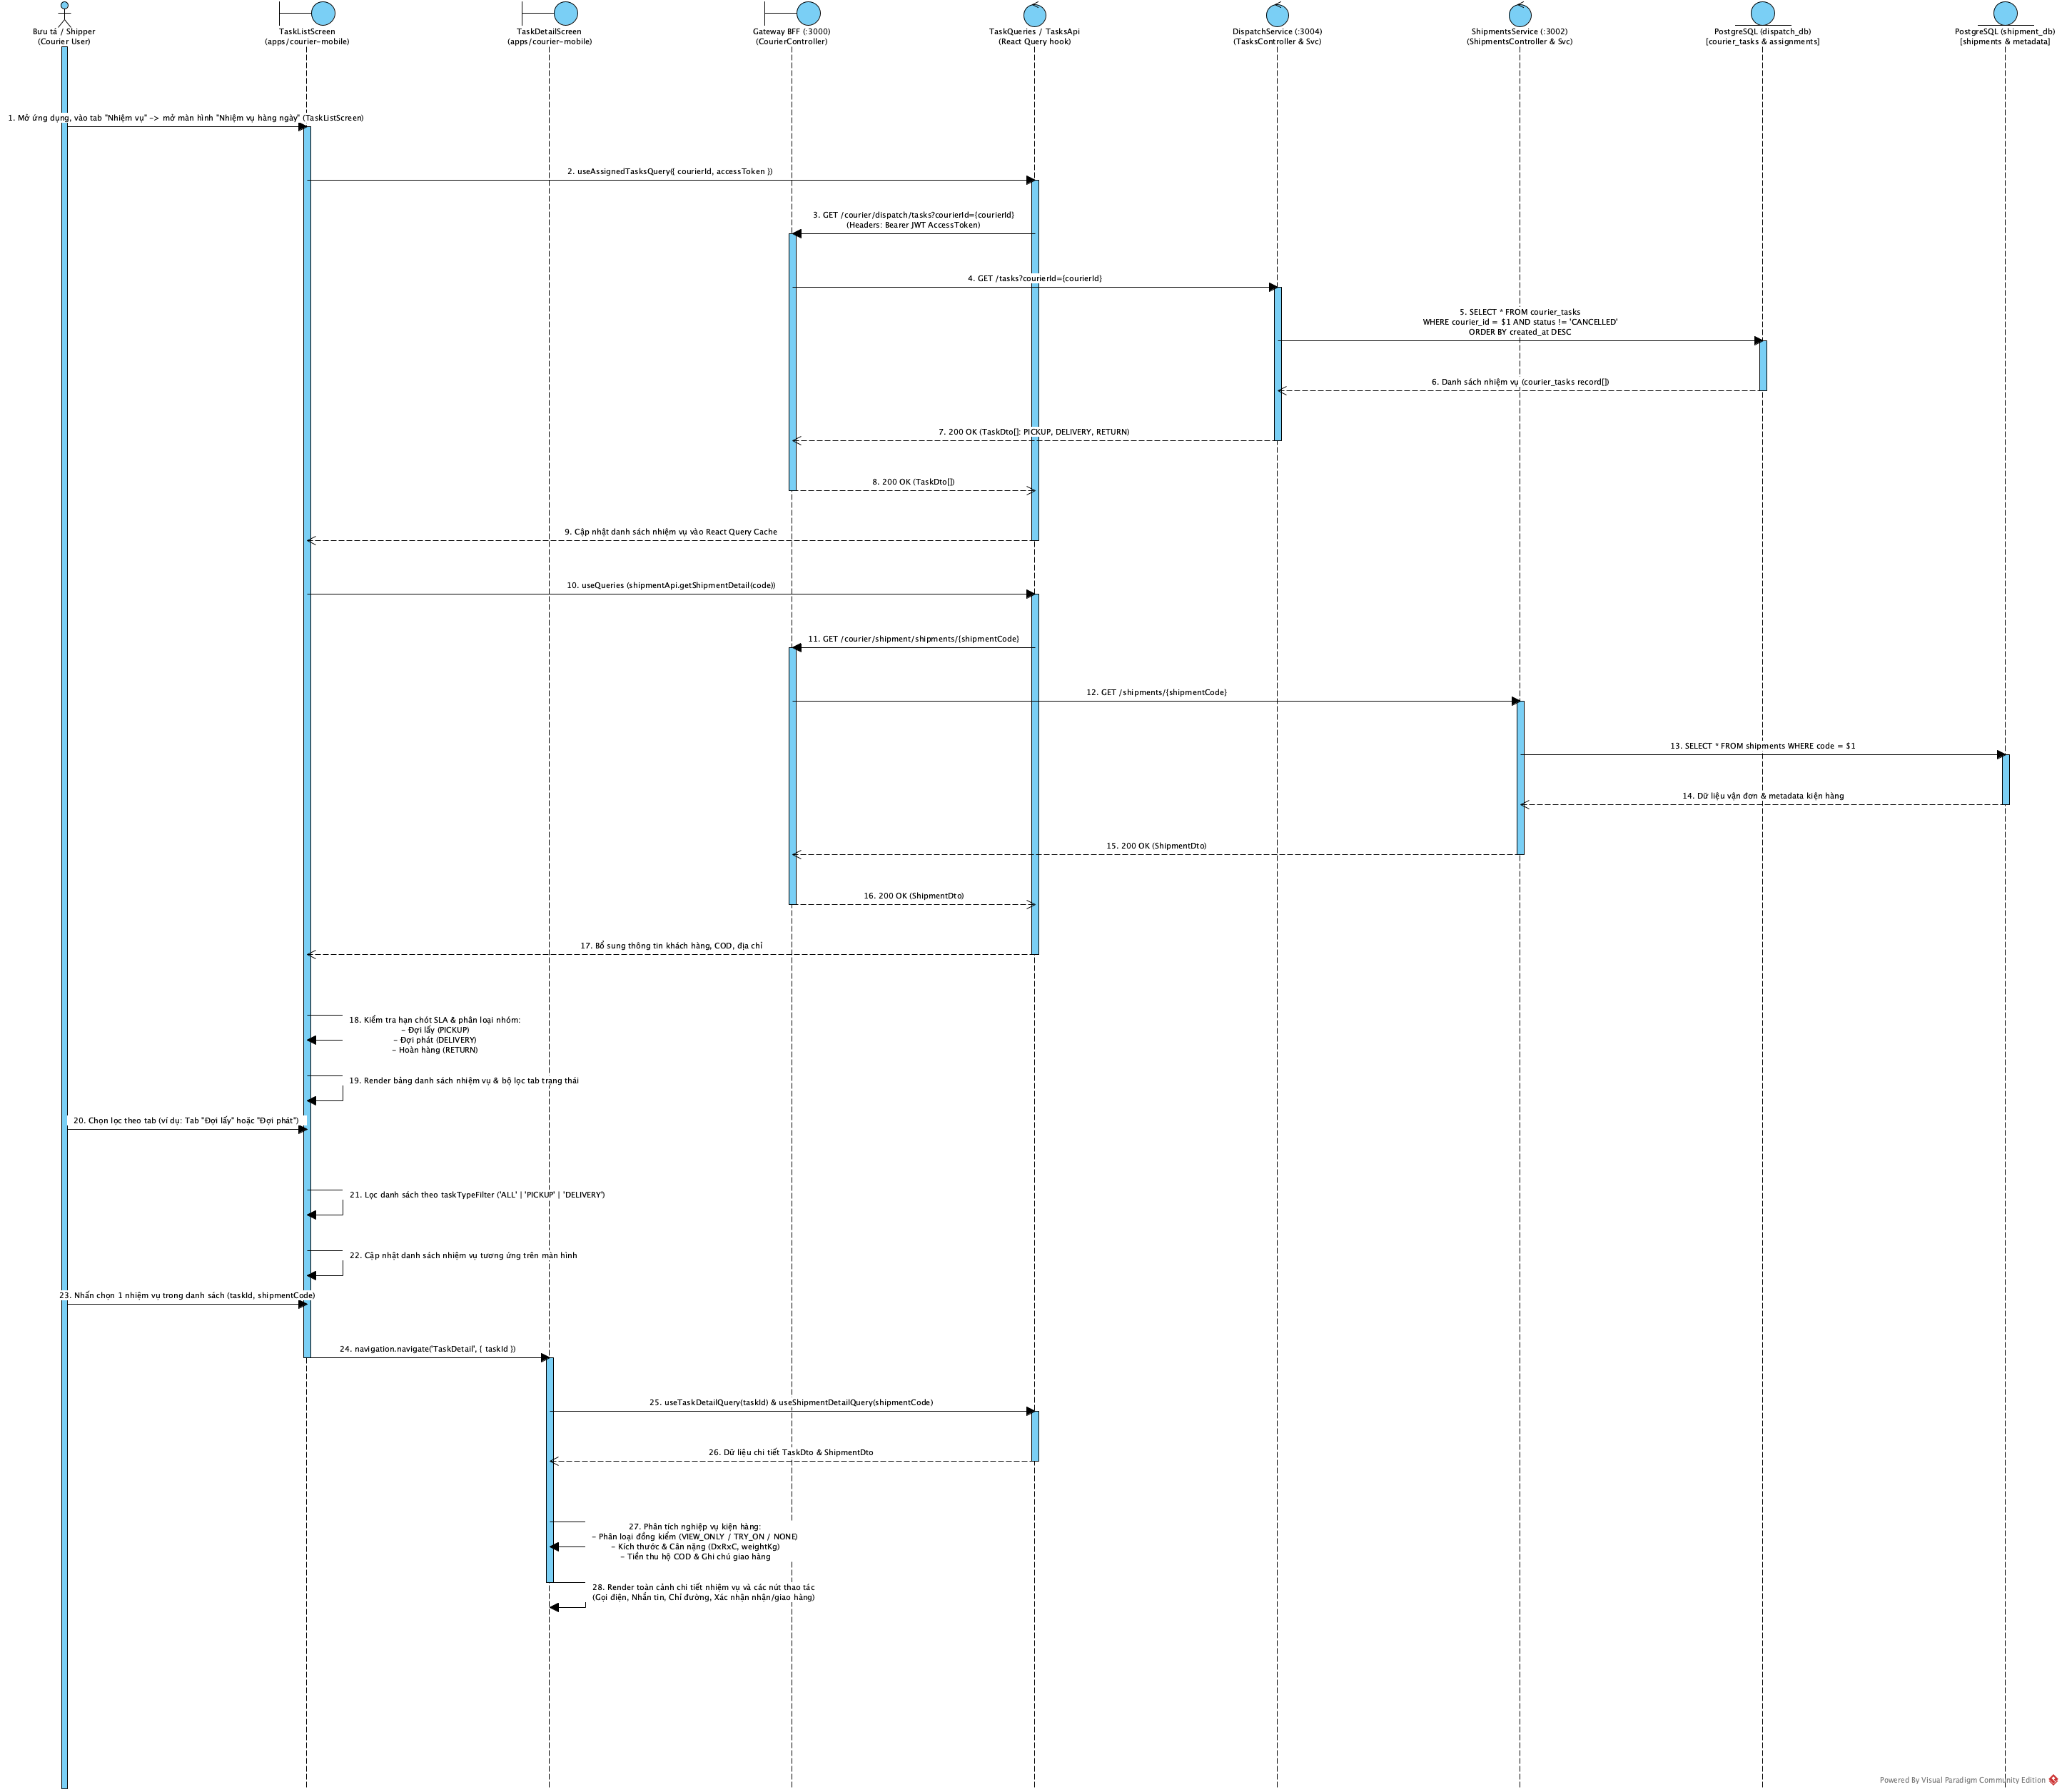 Bưu tá / Shipper
(Courier User)
TaskListScreen
(apps/courier-mobile)
TaskDetailScreen
(apps/courier-mobile)
Gateway BFF (:3000)
(CourierController)
TaskQueries / TasksApi
(React Query hook)
DispatchService (:3004)
(TasksController & Svc)
ShipmentsService (:3002)
(ShipmentsController & Svc)
PostgreSQL (dispatch_db)
[courier_tasks & assignments]
PostgreSQL (shipment_db)
[shipments & metadata]
1. Mở ứng dụng, vào tab "Nhiệm vụ" -> mở màn hình "Nhiệm vụ hàng ngày" (TaskListScreen)
2. useAssignedTasksQuery({ courierId, accessToken })
3. GET /courier/dispatch/tasks?courierId={courierId}
(Headers: Bearer JWT AccessToken)
4. GET /tasks?courierId={courierId}
5. SELECT * FROM courier_tasks
WHERE courier_id = $1 AND status != 'CANCELLED'
ORDER BY created_at DESC
6. Danh sách nhiệm vụ (courier_tasks record[])
7. 200 OK (TaskDto[]: PICKUP, DELIVERY, RETURN)
8. 200 OK (TaskDto[])
9. Cập nhật danh sách nhiệm vụ vào React Query Cache
10. useQueries (shipmentApi.getShipmentDetail(code))
11. GET /courier/shipment/shipments/{shipmentCode}
12. GET /shipments/{shipmentCode}
13. SELECT * FROM shipments WHERE code = $1
14. Dữ liệu vận đơn & metadata kiện hàng
15. 200 OK (ShipmentDto)
16. 200 OK (ShipmentDto)
17. Bổ sung thông tin khách hàng, COD, địa chỉ
18. Kiểm tra hạn chót SLA & phân loại nhóm:
- Đợi lấy (PICKUP)
- Đợi phát (DELIVERY)
- Hoàn hàng (RETURN)
19. Render bảng danh sách nhiệm vụ & bộ lọc tab trạng thái
20. Chọn lọc theo tab (ví dụ: Tab "Đợi lấy" hoặc "Đợi phát")
21. Lọc danh sách theo taskTypeFilter ('ALL' | 'PICKUP' | 'DELIVERY')
22. Cập nhật danh sách nhiệm vụ tương ứng trên màn hình
23. Nhấn chọn 1 nhiệm vụ trong danh sách (taskId, shipmentCode)
24. navigation.navigate('TaskDetail', { taskId })
25. useTaskDetailQuery(taskId) & useShipmentDetailQuery(shipmentCode)
26. Dữ liệu chi tiết TaskDto & ShipmentDto
27. Phân tích nghiệp vụ kiện hàng:
- Phân loại đồng kiểm (VIEW_ONLY / TRY_ON / NONE)
- Kích thước & Cân nặng (DxRxC, weightKg)
- Tiền thu hộ COD & Ghi chú giao hàng
28. Render toàn cảnh chi tiết nhiệm vụ và các nút thao tác
(Gọi điện, Nhắn tin, Chỉ đường, Xác nhận nhận/giao hàng)
Powered By Visual Paradigm Community Edition